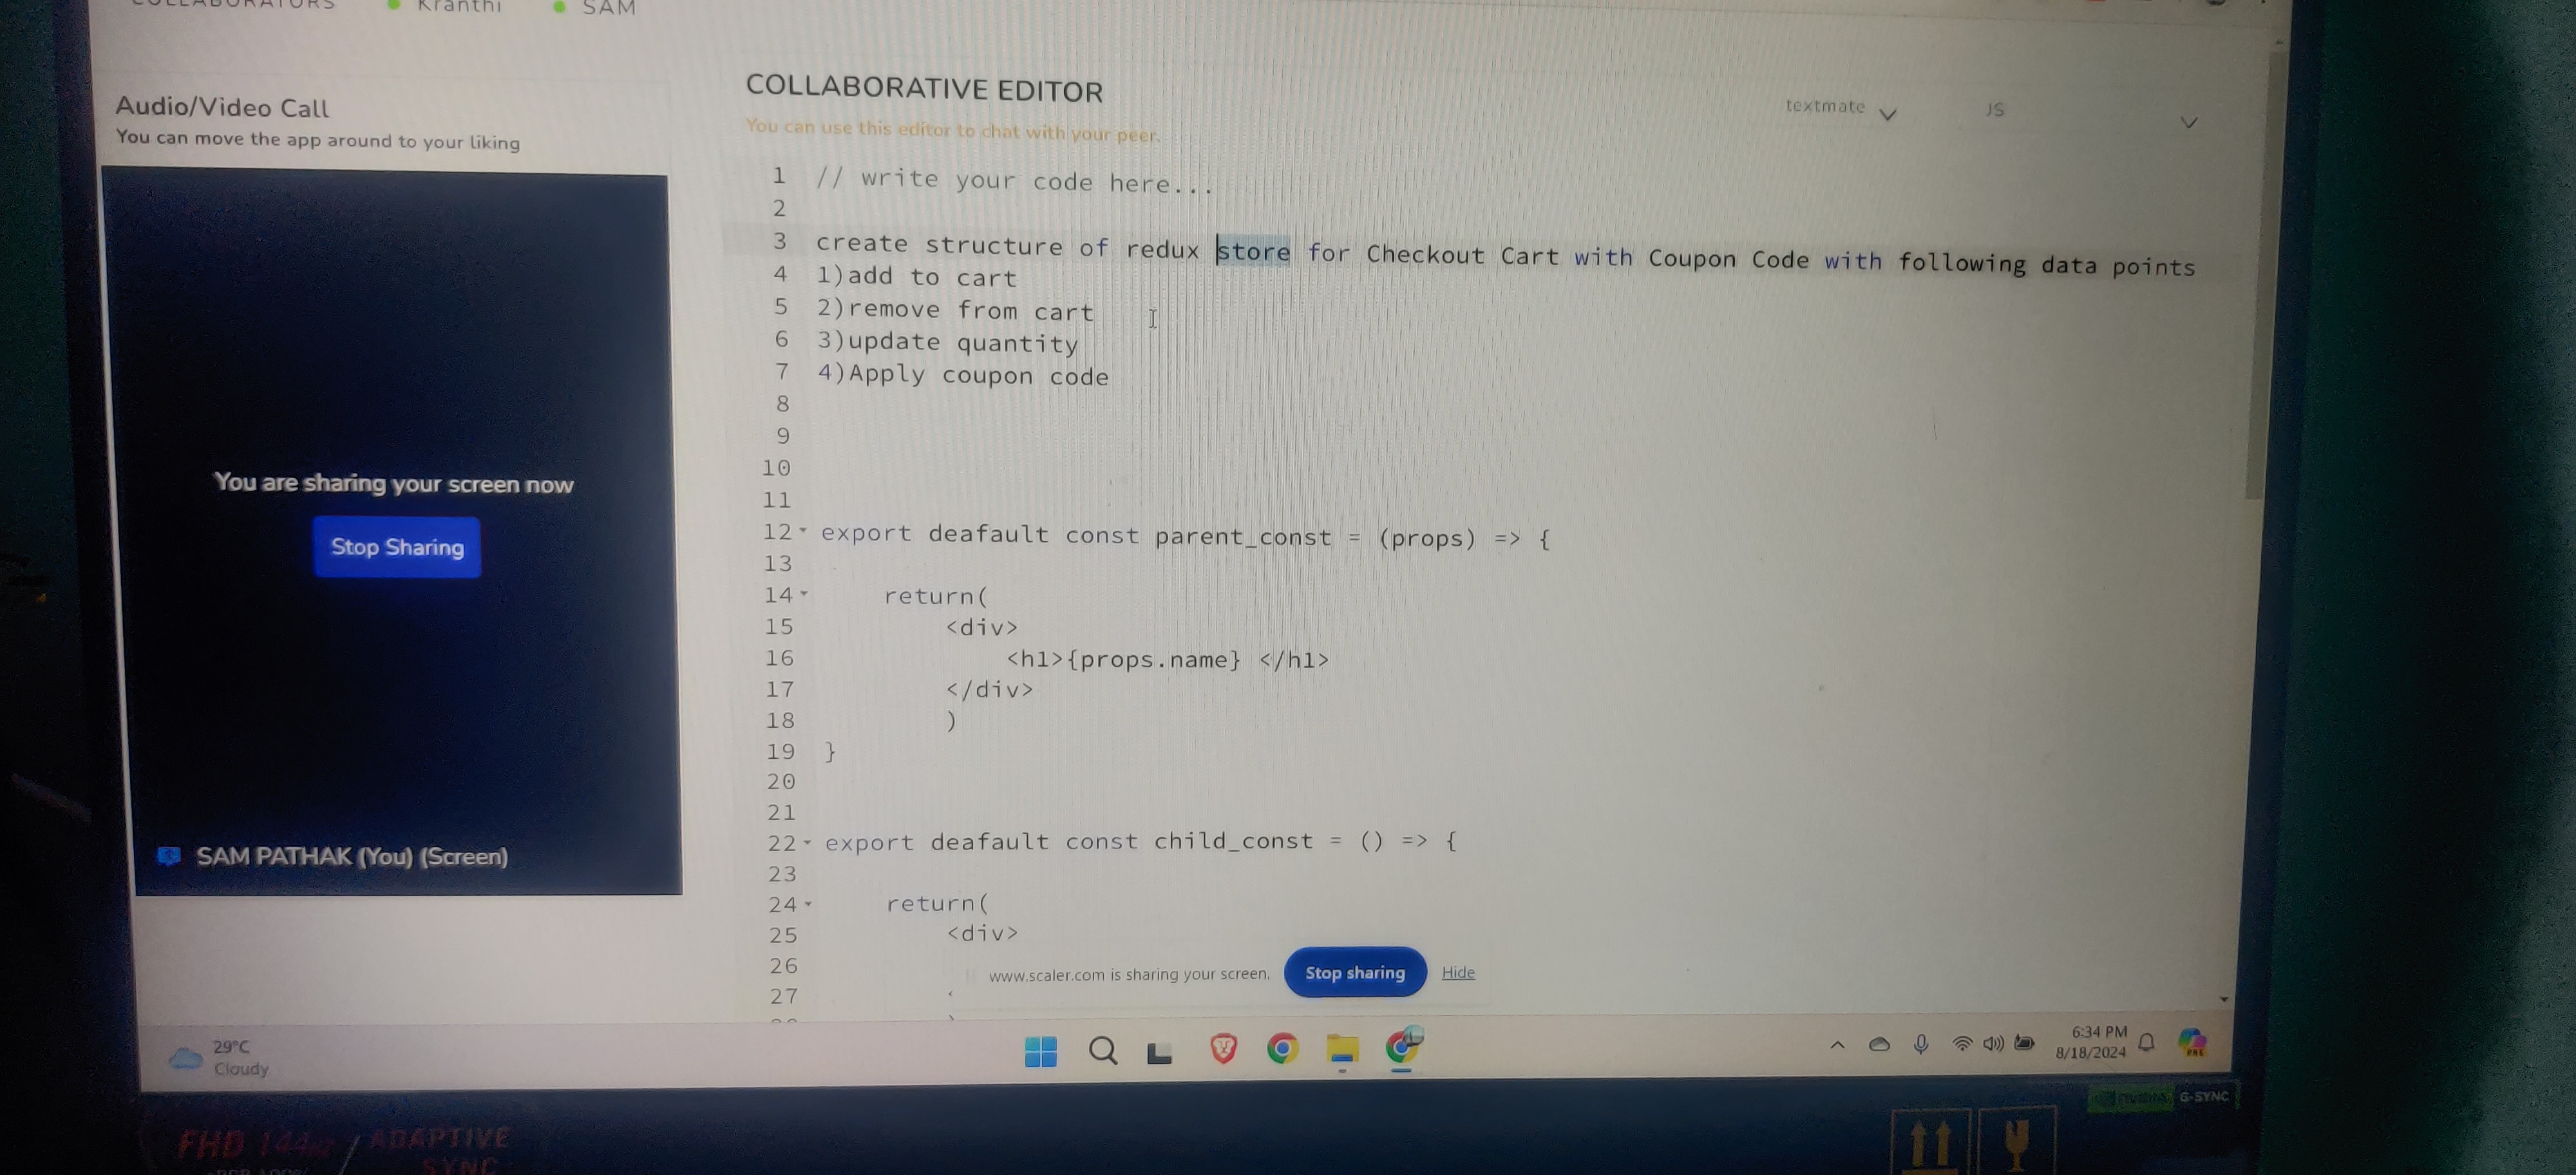 COLLABORATORS Kranthi SAM
Audio/Video Call
You can move the app around to your liking
You are sharing your screen now
Stop Sharing
SAM PATHAK (You) (Screen)
COLLABORATIVE EDITOR
You can use this editor to chat with your peer.
textmate JS
1 // write your code here...
2
3 create structure of redux store for Checkout Cart with Coupon Code with following data points
4 1)add to cart
5 2)remove from cart
6 3)update quantity
7 4)Apply coupon code
8
9
10
11
12 export deafault const parent_const = (props) => {
13
14 return(
15 <div>
16 <h1>{props.name} </h1>
17 </div>
18 )
19 }
20
21
22 export deafault const child_const = () => {
23
24 return(
25 <div>
26
27
www.scaler.com is sharing your screen. Stop sharing Hide
29°C
Cloudy
6:34 PM
8/18/2024
NVIDIA G-SYNC
FHD 144Hz / ADAPTIVE
SYNC